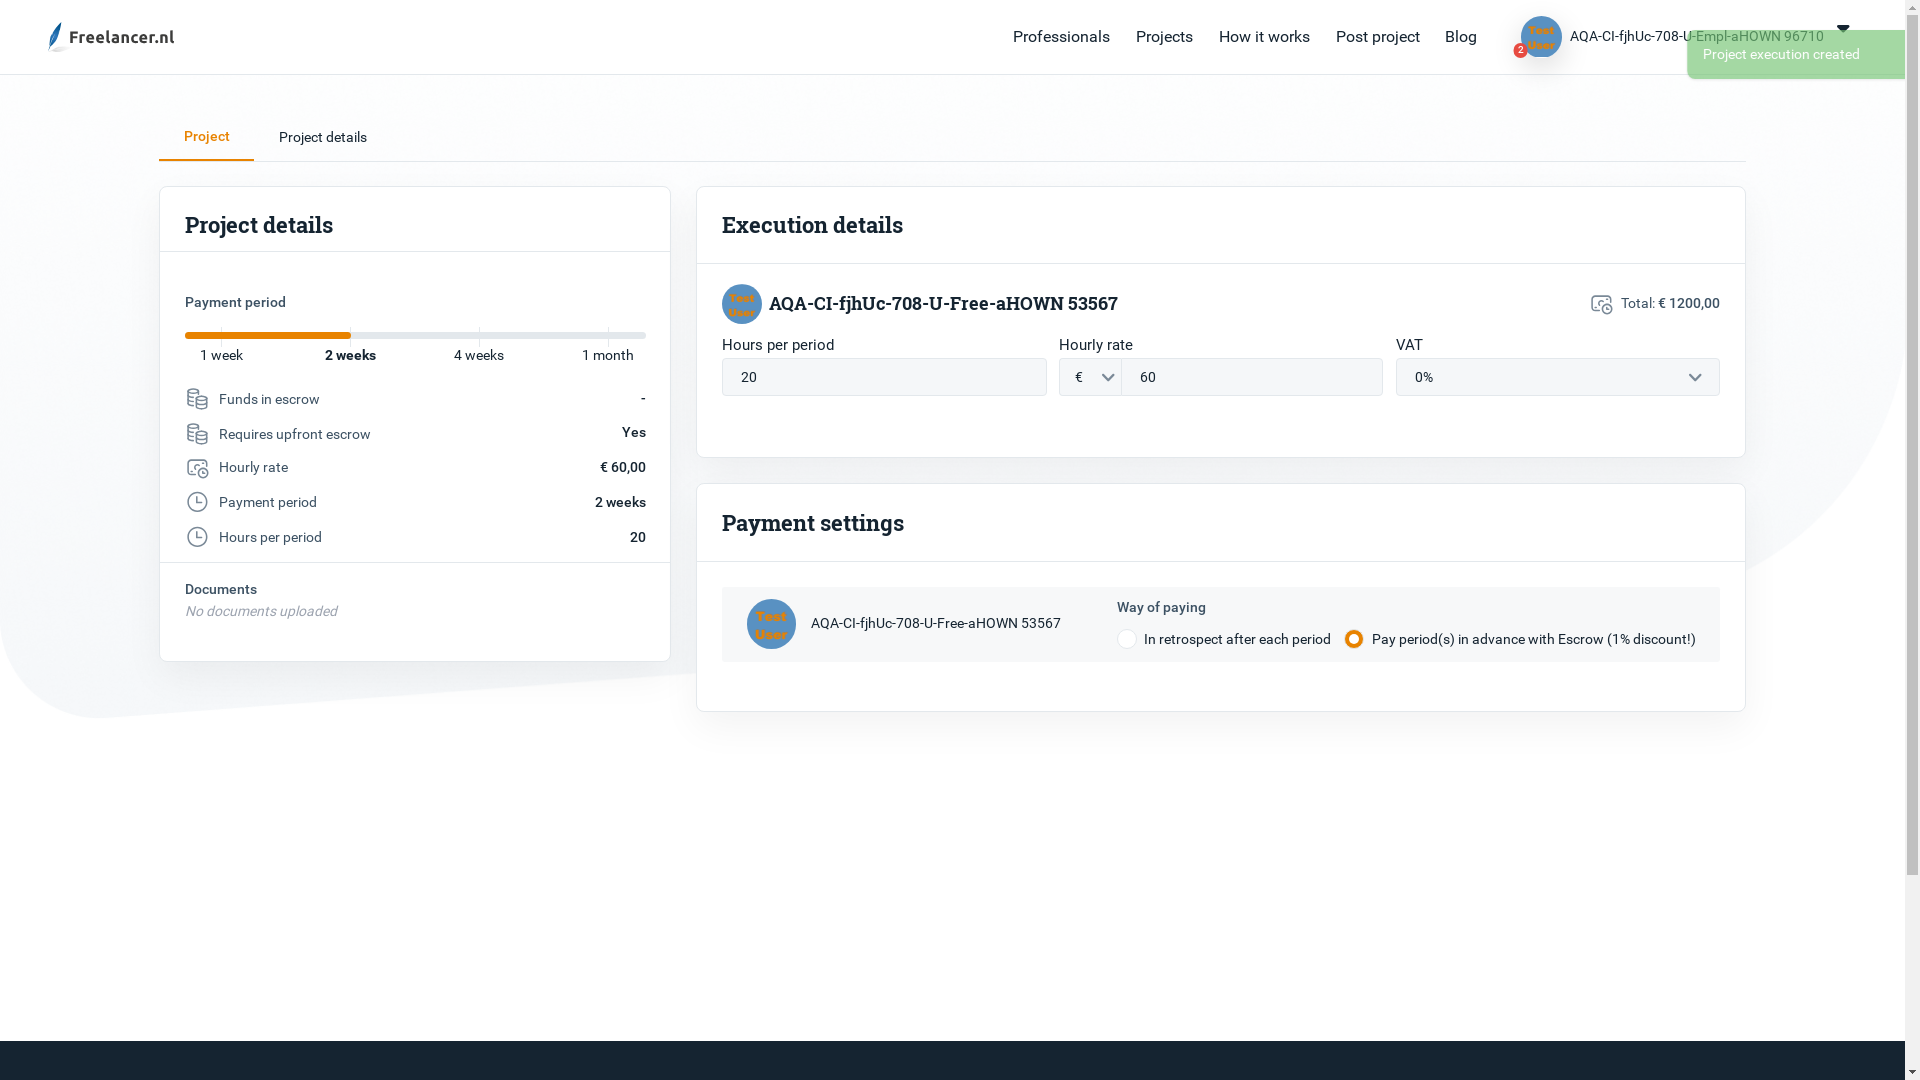 Freelancer.nl
Professionals
Projects
How it works
Post project
Blog
Test
User
2
AQA-CI-fjhUc-708-U-Empl-aHOWN 96710
Project execution created
Project
Project details
Project details
Payment period
1 week
2 weeks
4 weeks
1 month
Funds in escrow
-
Requires upfront escrow
Yes
Hourly rate
€ 60,00
Payment period
2 weeks
Hours per period
20
Documents
No documents uploaded
Execution details
Test
User
AQA-CI-fjhUc-708-U-Free-aHOWN 53567
Total: € 1200,00
Hours per period
Hourly rate
VAT
20
€
60
0%
Payment settings
Test
User
AQA-CI-fjhUc-708-U-Free-aHOWN 53567
Way of paying
In retrospect after each period
Pay period(s) in advance with Escrow (1% discount!)